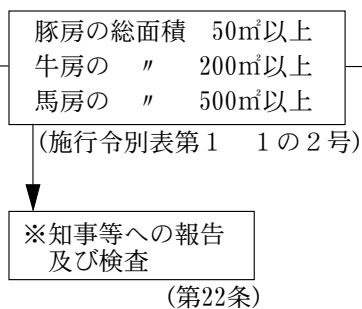 豚房の総面積　50㎡以上
牛房の　〃　200㎡以上
馬房の　〃　500㎡以上
(施行令別表第１　１の２号)
※知事等への報告
及び検査
(第22条)